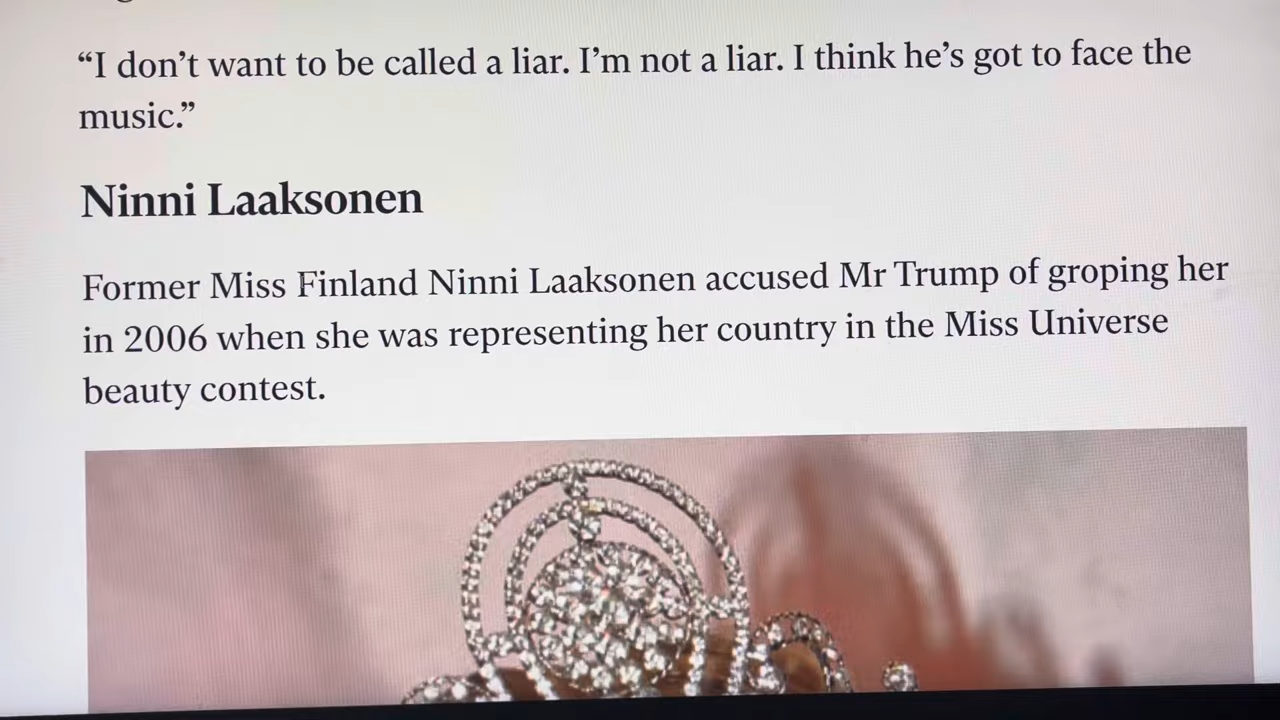 “I don’t want to be called a liar. I’m not a liar. I think he’s got to face the
music.”
Ninni Laaksonen
Former Miss Finland Ninni Laaksonen accused Mr Trump of groping her
in 2006 when she was representing her country in the Miss Universe
beauty contest.